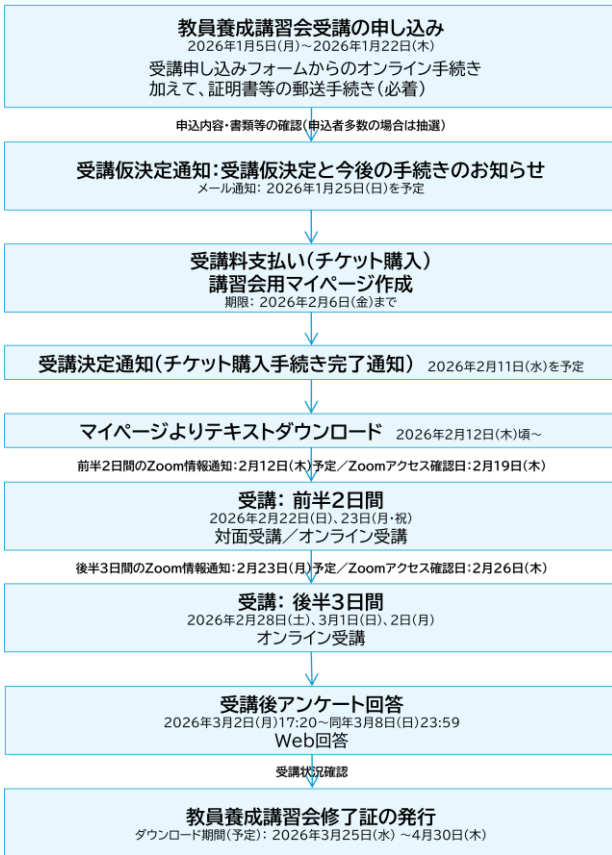 教員養成講習会受講の申し込み
2026年1月5日(月)～2026年1月22日(木)
受講申し込みフォームからのオンライン手続き
加えて、証明書等の郵送手続き(必着)
申込内容・書類等の確認(申込者多数の場合は抽選)
受講仮決定通知：受講仮決定と今後の手続きのお知らせ
メール通知： 2026年1月25日(日)を予定
受講料支払い(チケット購入)
講習会用マイページ作成
期限： 2026年2月6日(金)まで
受講決定通知(チケット購入手続き完了通知) 2026年2月11日(水)を予定
マイページよりテキストダウンロード 2026年2月12日(木)頃～
前半2日間のZoom情報通知：2月12日(木)予定／Zoomアクセス確認日：2月19日(木)
受講： 前半2日間
2026年2月22日(日)、23日(月・祝)
対面受講／オンライン受講
後半3日間のZoom情報通知：2月23日(月)予定／Zoomアクセス確認日：2月26日(木)
受講： 後半3日間
2026年2月28日(土)、3月1日(日)、2日(月)
オンライン受講
受講後アンケート回答
2026年3月2日(月)17:20～同年3月8日(日)23:59
Web回答
受講状況確認
教員養成講習会修了証の発行
ダウンロード期間(予定)： 2026年3月25日(水) ～4月30日(木)